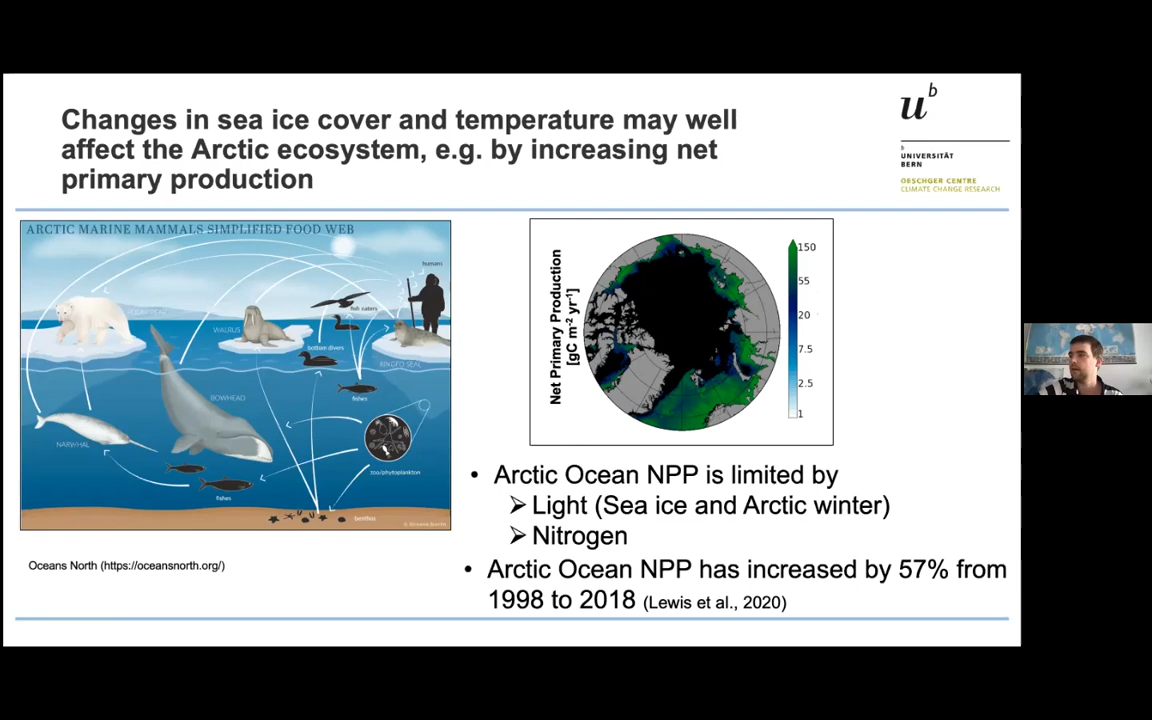 Changes in sea ice cover and temperature may well
affect the Arctic ecosystem, e.g. by increasing net
primary production
u b
b
UNIVERSITÄT
BERN
OESCHGER CENTRE
CLIMATE CHANGE RESEARCH
ARCTIC MARINE MAMMALS SIMPLIFIED FOOD WEB
humans
fish eaters
WALRUS
bottom divers
RINGED SEAL
fishes
BOWHEAD
NARWHAL
zoo/phytoplankton
fishes
benthos
Oceans North (https://oceansnorth.org/)
Net Primary Production
[gC m-2 yr-1]
150
55
20
7.5
2.5
1
• Arctic Ocean NPP is limited by
➢ Light (Sea ice and Arctic winter)
➢ Nitrogen
• Arctic Ocean NPP has increased by 57% from
1998 to 2018 (Lewis et al., 2020)